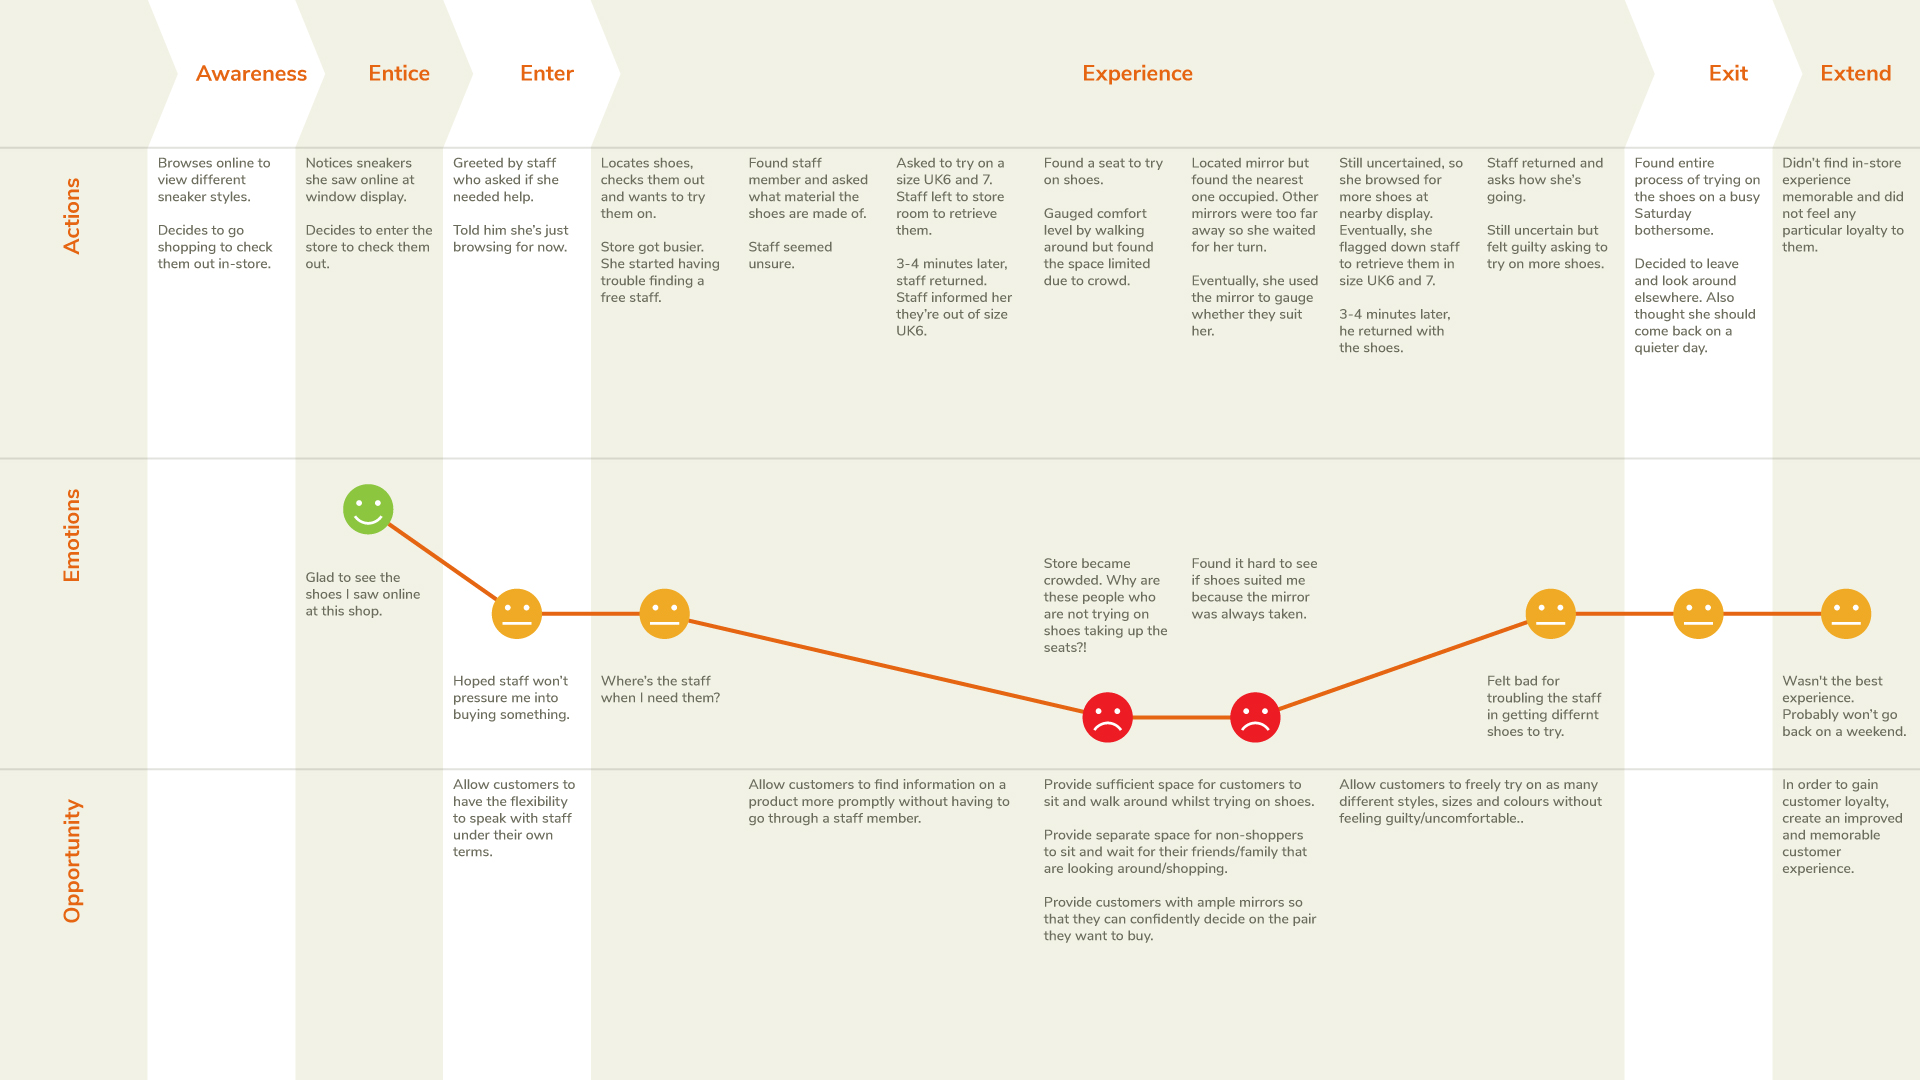 Awareness
Entice
Enter
Experience
Exit
Extend
Actions
Browses online to
view different
sneaker styles.
Decides to go
shopping to check
them out in-store.
Notices sneakers
she saw online at
window display.
Decides to enter the
store to check them
out.
Greeted by staff
who asked if she
needed help.
Told him she's just
browsing for now.
Locates shoes,
checks them out
and wants to try
them on.
Store got busier.
She started having
trouble finding a
free staff.
Found staff
member and asked
what material the
shoes are made of.
Staff seemed
unsure.
Asked to try on a
size UK6 and 7.
Staff left to store
room to retrieve
them.
3-4 minutes later,
staff returned.
Staff informed her
they're out of size
UK6.
Found a seat to try
on shoes.
Gauged comfort
level by walking
around but found
the space limited
due to crowd.
Located mirror but
found the nearest
one occupied. Other
mirrors were too far
away so she waited
for her turn.
Eventually, she used
the mirror to gauge
whether they suit
her.
Still uncertained, so
she browsed for
more shoes at
nearby display.
Eventually, she
flagged down staff
to retrieve them in
size UK6 and 7.
3-4 minutes later,
he returned with
the shoes.
Staff returned and
asks how she's
going.
Still uncertain but
felt guilty asking to
try on more shoes.
Found entire
process of trying on
the shoes on a busy
Saturday
bothersome.
Decided to leave
and look around
elsewhere. Also
thought she should
come back on a
quieter day.
Didn't find in-store
experience
memorable and did
not feel any
particular loyalty to
them.
Emotions
Glad to see the
shoes I saw online
at this shop.
Hoped staff won't
pressure me into
buying something.
Where's the staff
when I need them?
Store became
crowded. Why are
these people who
are not trying on
shoes taking up the
seats?!
Found it hard to see
if shoes suited me
because the mirror
was always taken.
Felt bad for
troubling the staff
in getting differnt
shoes to try.
Wasn't the best
experience.
Probably won't go
back on a weekend.
Opportunity
Allow customers to
have the flexibility
to speak with staff
under their own
terms.
Allow customers to find information on a
product more promptly without having to
go through a staff member.
Provide sufficient space for customers to
sit and walk around whilst trying on shoes.
Provide separate space for non-shoppers
to sit and wait for their friends/family that
are looking around/shopping.
Provide customers with ample mirrors so
that they can confidently decide on the pair
they want to buy.
Allow customers to freely try on as many
different styles, sizes and colours without
feeling guilty/uncomfortable..
In order to gain
customer loyalty,
create an improved
and memorable
customer
experience.